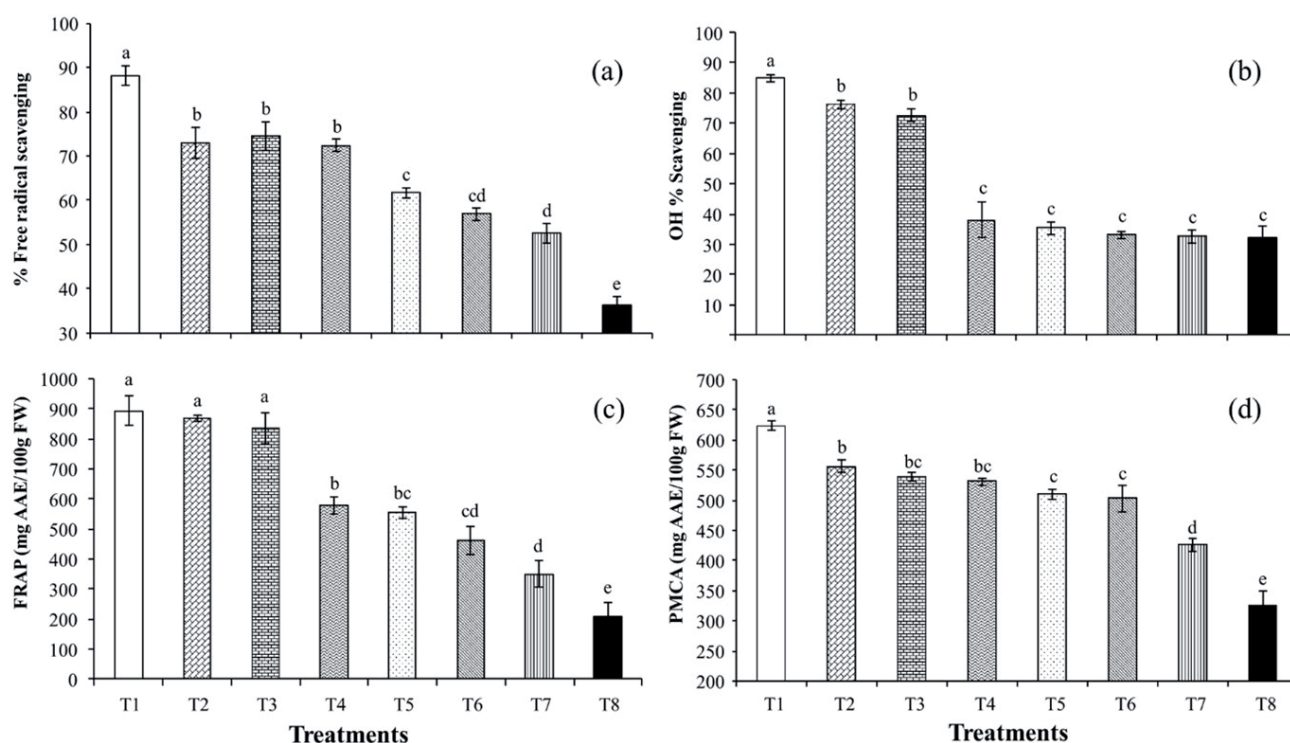 (a)
% Free radical scavenging
100
90
80
70
60
50
40
30
a
b
b
b
c
cd
d
e
(b)
OH % Scavenging
100
90
80
70
60
50
40
30
20
10
a
b
b
c
c
c
c
c
(c)
FRAP (mg AAE/100g FW)
1000
900
800
700
600
500
400
300
200
100
0
a
a
a
b
bc
cd
d
e
T1 T2 T3 T4 T5 T6 T7 T8
Treatments
(d)
PMCA (mg AAE/100g FW)
700
650
600
550
500
450
400
350
300
250
200
a
b
bc
bc
c
c
d
e
T1 T2 T3 T4 T5 T6 T7 T8
Treatments